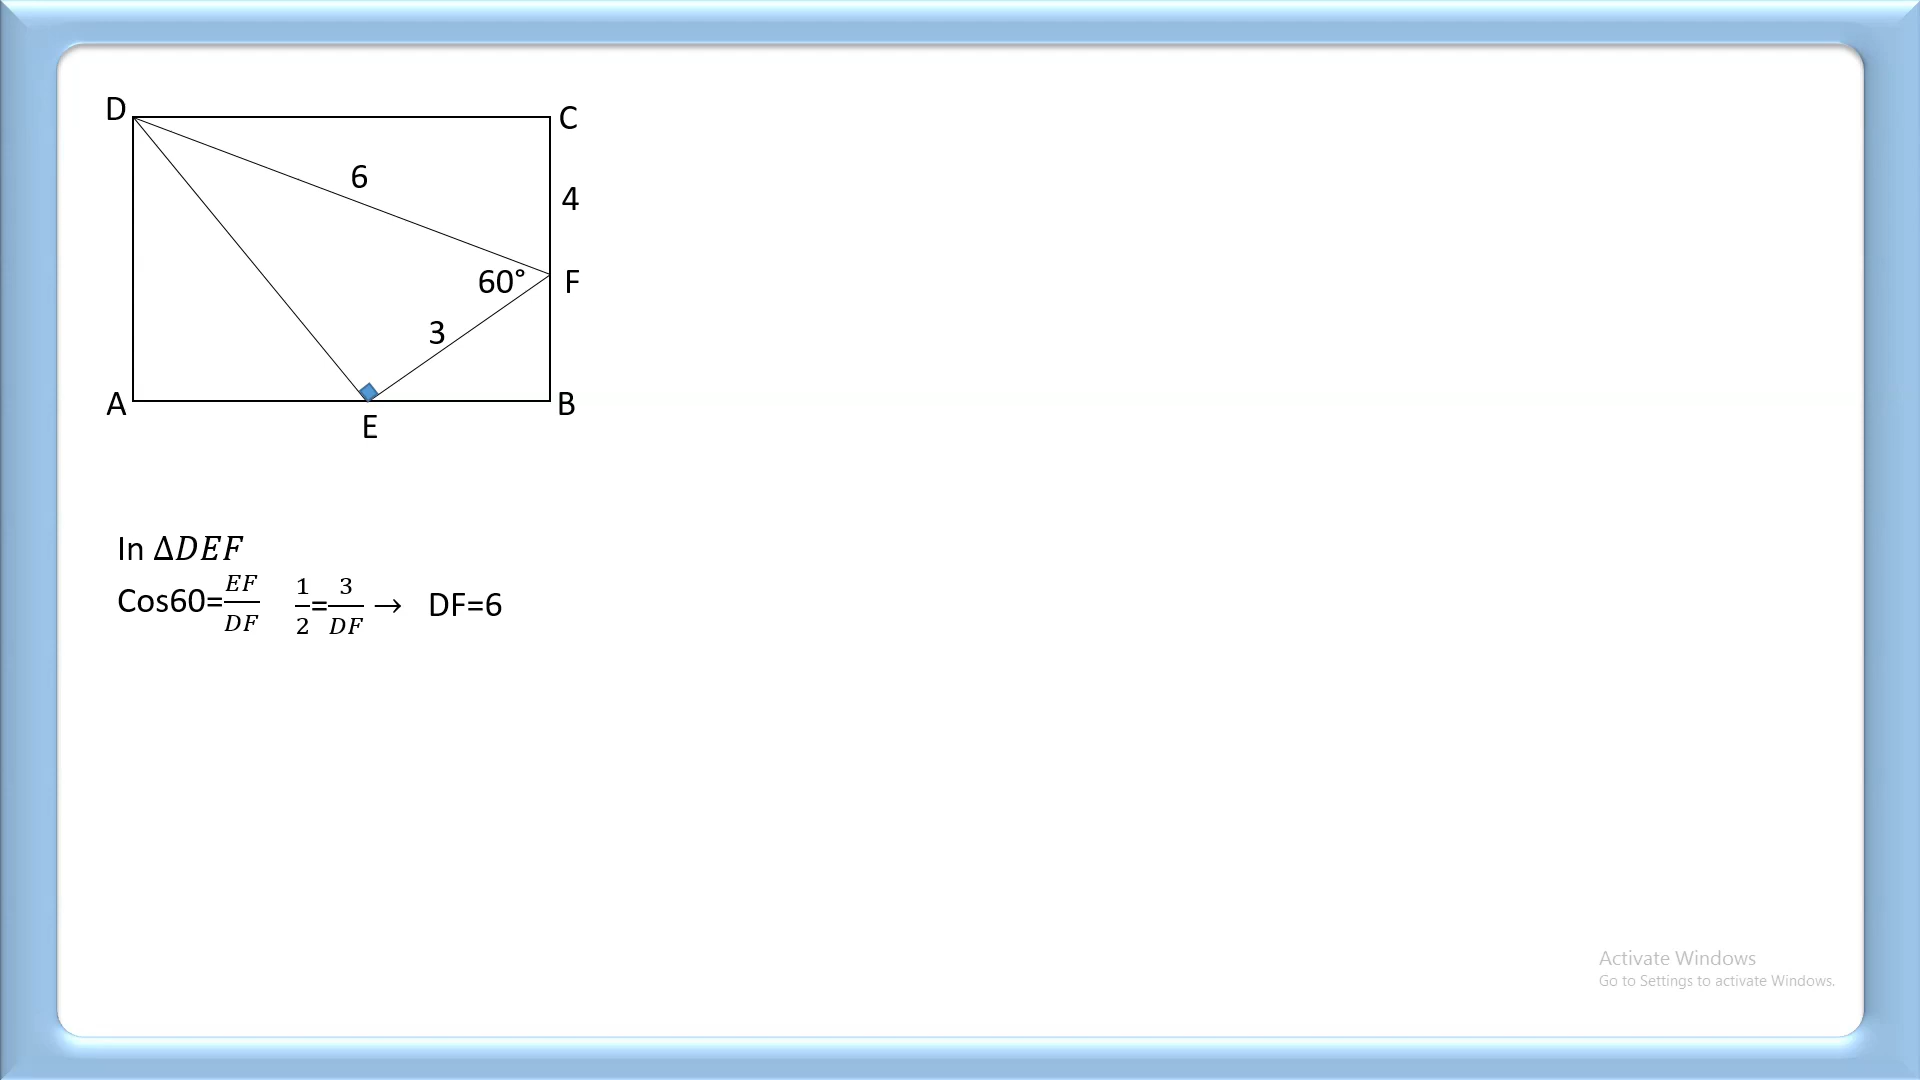 D
C
6
4
60°
F
3
A
B
E
In Δ𝐷𝐸𝐹
Cos60=𝐸𝐹/𝐷𝐹 1/2=3/𝐷𝐹 → DF=6
Activate Windows
Go to Settings to activate Windows.